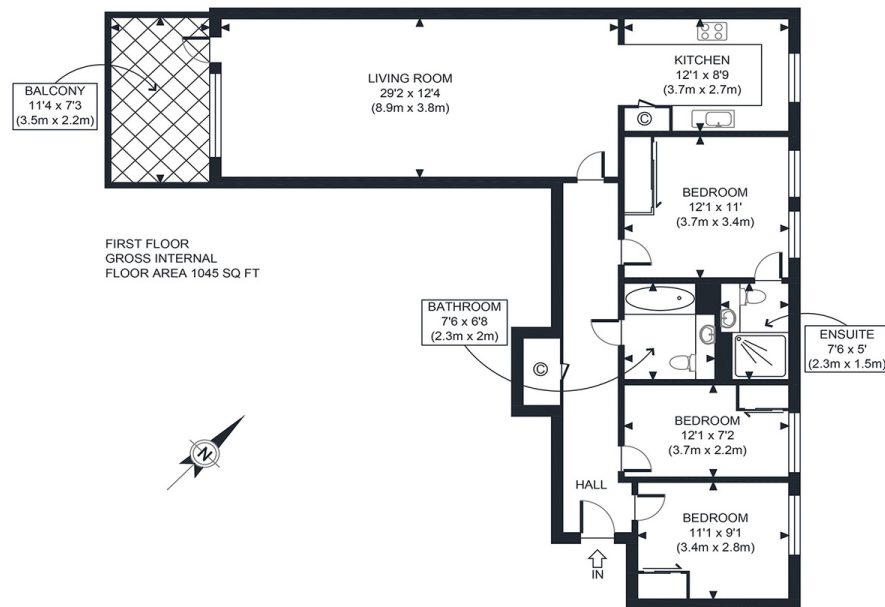 BALCONY
11'4 x 7'3
(3.5m x 2.2m)
LIVING ROOM
29'2 x 12'4
(8.9m x 3.8m)
KITCHEN
12'1 x 8'9
(3.7m x 2.7m)
C
BEDROOM
12'1 x 11'
(3.7m x 3.4m)
FIRST FLOOR
GROSS INTERNAL
FLOOR AREA 1045 SQ FT
BATHROOM
7'6 x 6'8
(2.3m x 2m)
ENSUITE
7'6 x 5'
(2.3m x 1.5m)
C
BEDROOM
12'1 x 7'2
(3.7m x 2.2m)
N
HALL
BEDROOM
11'1 x 9'1
(3.4m x 2.8m)
IN